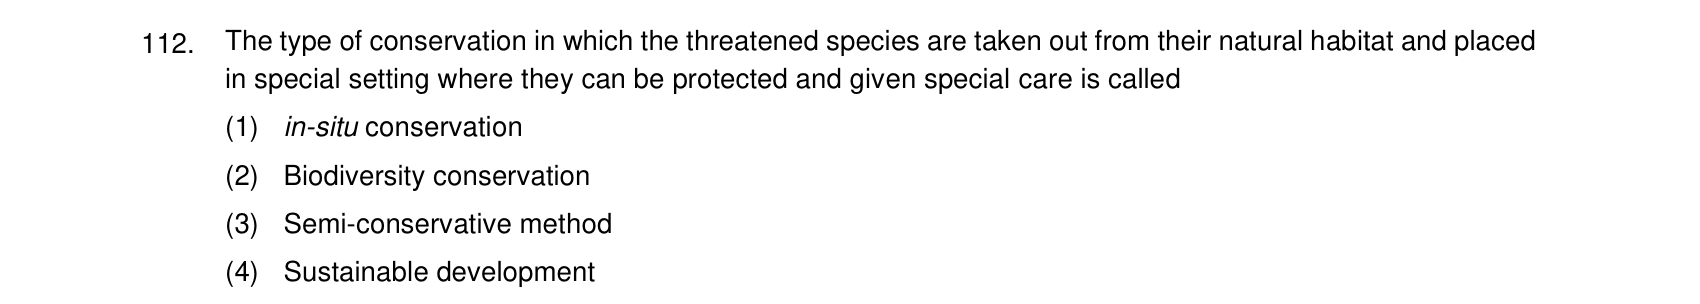 112. The type of conservation in which the threatened species are taken out from their natural habitat and placed
in special setting where they can be protected and given special care is called
(1) in-situ conservation
(2) Biodiversity conservation
(3) Semi-conservative method
(4) Sustainable development